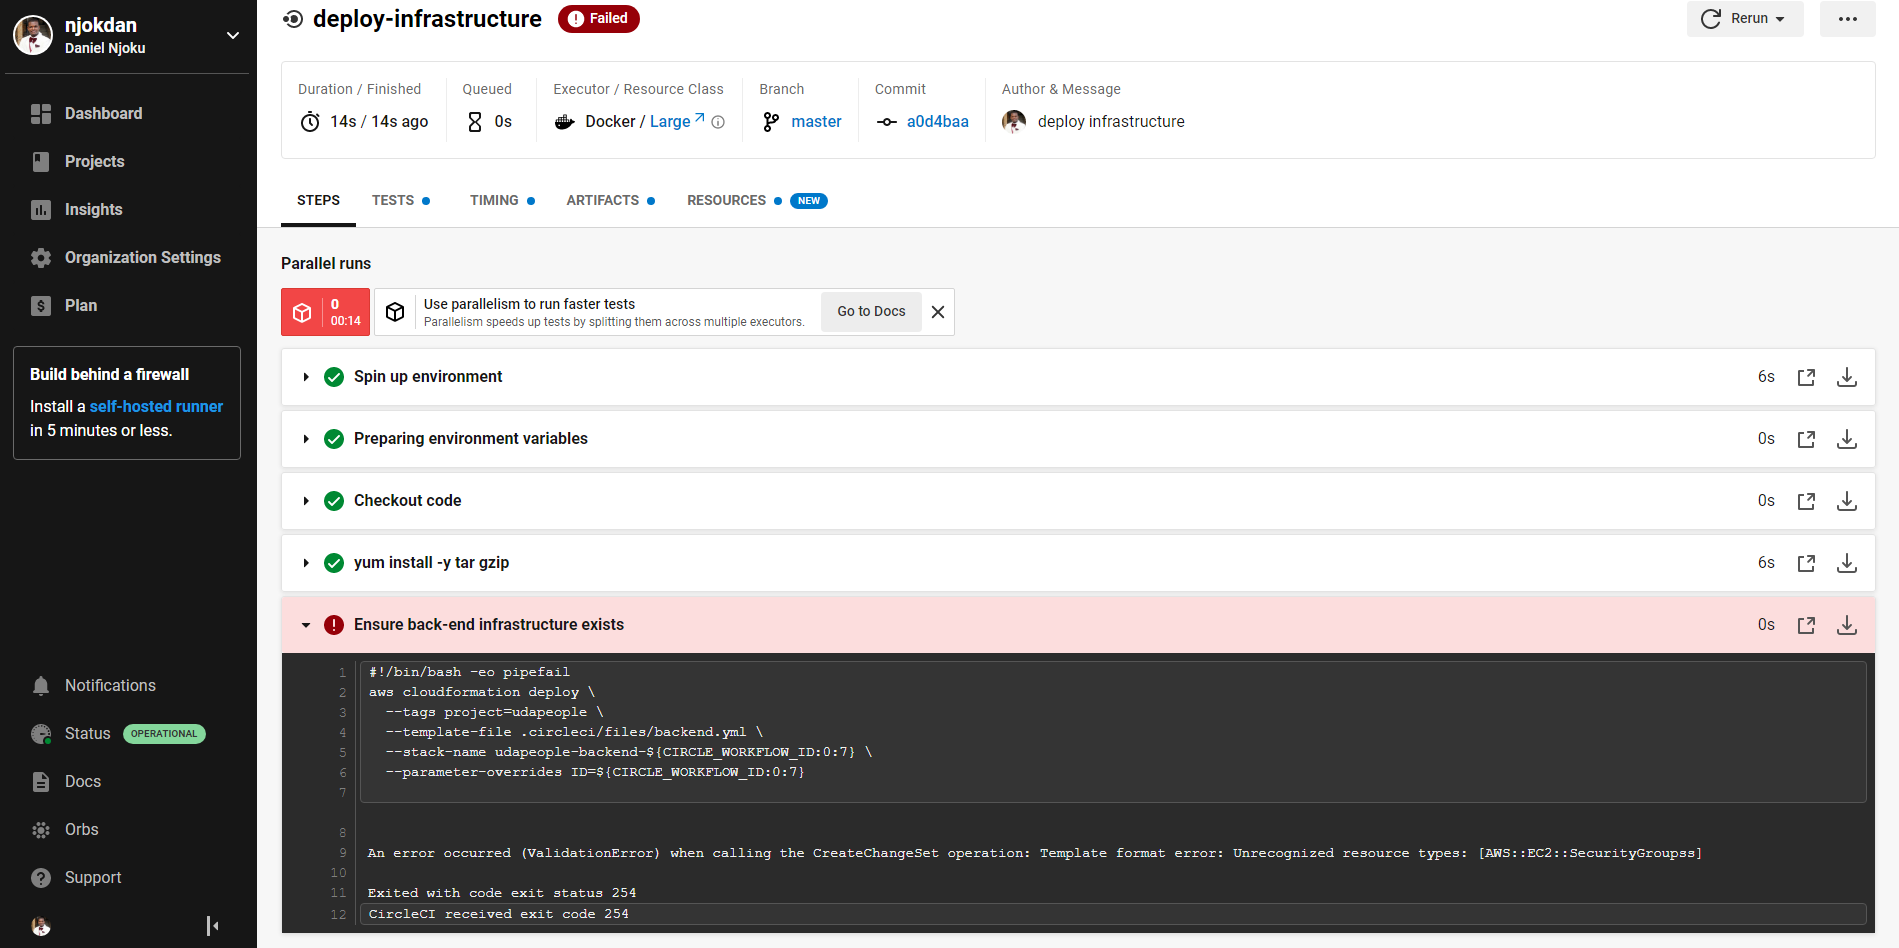 njokdan
Daniel Njoku
Dashboard
Projects
Insights
Organization Settings
Plan
Build behind a firewall
Install a self-hosted runner
in 5 minutes or less.
Notifications
Status OPERATIONAL
Docs
Orbs
Support
deploy-infrastructure Failed
Rerun
Duration / Finished
14s / 14s ago
Queued
0s
Executor / Resource Class
Docker / Large
Branch
master
Commit
a0d4baa
Author & Message
deploy infrastructure
STEPS TESTS TIMING ARTIFACTS RESOURCES NEW
Parallel runs
0
00:14
Use parallelism to run faster tests
Parallelism speeds up tests by splitting them across multiple executors.
Go to Docs
Spin up environment 6s
Preparing environment variables 0s
Checkout code 0s
yum install -y tar gzip 6s
Ensure back-end infrastructure exists 0s
1 #!/bin/bash -eo pipefail
2 aws cloudformation deploy \
3 --tags project=udapeople \
4 --template-file .circleci/files/backend.yml \
5 --stack-name udapeople-backend-${CIRCLE_WORKFLOW_ID:0:7} \
6 --parameter-overrides ID=${CIRCLE_WORKFLOW_ID:0:7}
7
8
9 An error occurred (ValidationError) when calling the CreateChangeSet operation: Template format error: Unrecognized resource types: [AWS::EC2::SecurityGroupss]
10
11 Exited with code exit status 254
12 CircleCI received exit code 254